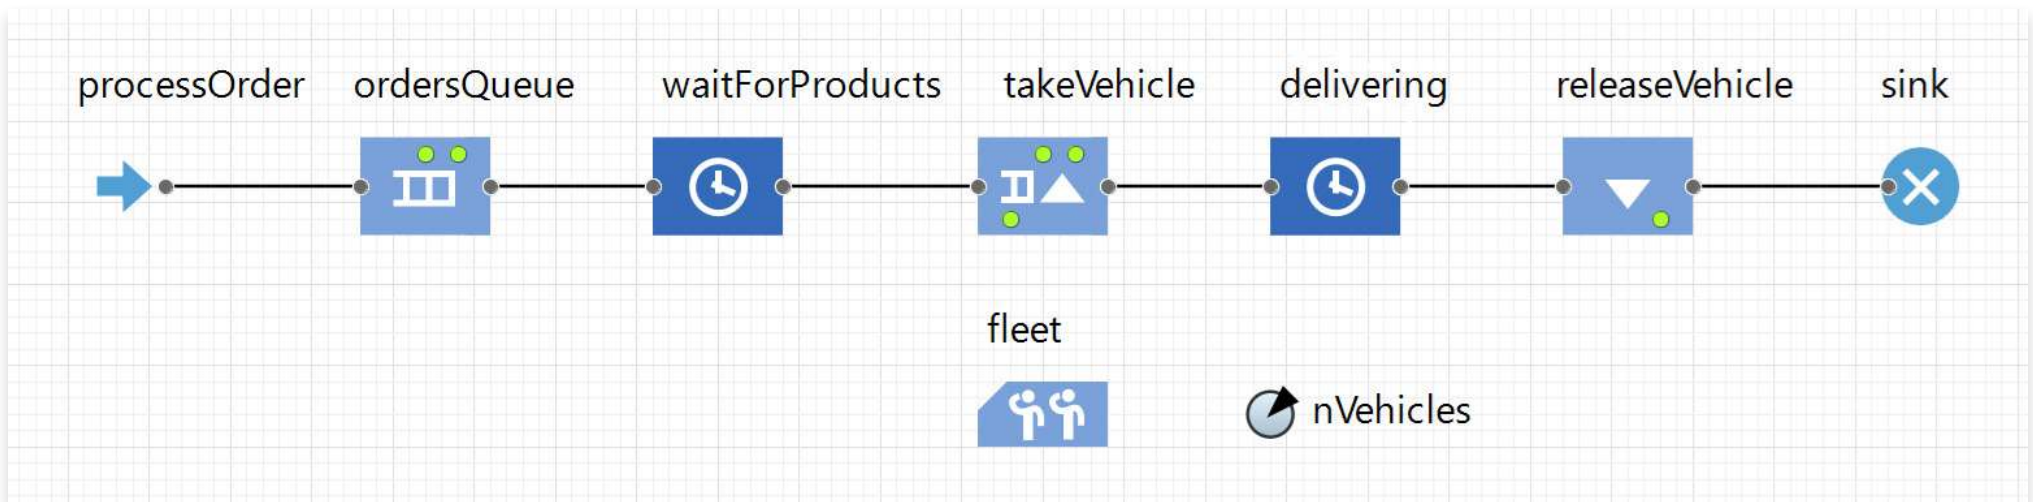 processOrder ordersQueue waitForProducts takeVehicle delivering releaseVehicle sink
fleet
nVehicles